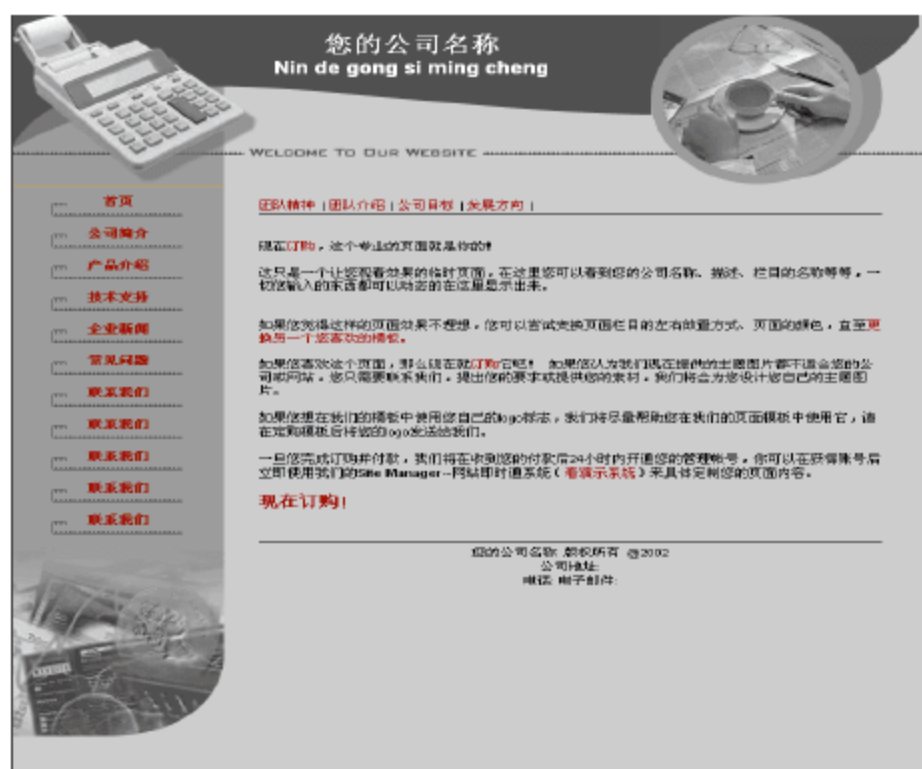 您的公司名称
Nin de gong si ming cheng
WELCOME TO OUR WEBSITE
首页
公司简介
产品介绍
技术支持
企业新闻
常见问题
联系我们
联系我们
联系我们
联系我们
联系我们
团队精神 | 团队介绍 | 公司目标 | 发展方向 |
现在订购，这个专业的页面就是你的!
这只是一个让您观看效果的临时页面，在这里您可以看到您的公司名称、描述、栏目的名称等等，一
切您输入的东西都可以动态的在这里显示出来。
如果您觉得这样的页面效果不理想，您可以尝试变换页面栏目的左右放置方式、页面的颜色，直至更
换另一个您喜欢的模板。
如果您喜欢这个页面，那么现在就订购它吧! 如果您认为我们现在提供的主题图片都不适合您的公
司或网站，您只需要联系我们，提出您的要求或提供您的素材，我们将会为您设计您自己的主题图
片。
如果您想在我们的模板中使用您自己的logo标志，我们将尽量帮助您在我们的页面模板中使用它，请
在定购模板后将您的logo发送给我们。
一旦您完成订购并付款，我们将在收到您的付款后24小时内开通您的管理帐号，你可以在获得账号后
立即使用我们的Site Manager--网站即时通系统（看演示系统）来具体定制您的页面内容。
现在订购!
您的公司名称 版权所有 @2002
公司地址:
电话: 电子邮件: